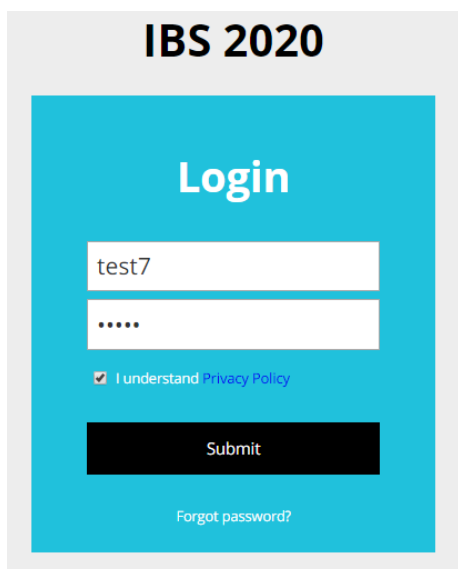 IBS 2020
Login
test7
•••••
I understand Privacy Policy
Submit
Forgot password?